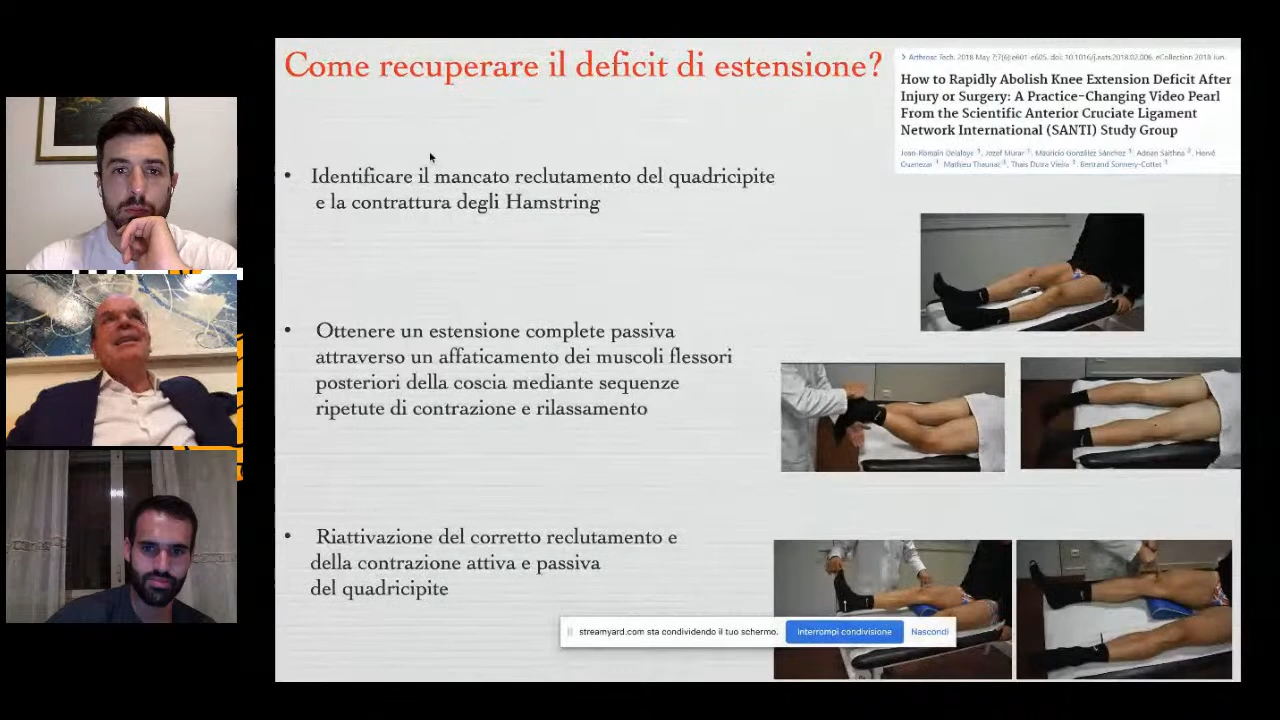 Come recuperare il deficit di estensione?
Arthrosc Tech. 2018 May 7;7(6):e601-e605. doi: 10.1016/j.eats.2018.02.006. eCollection 2018 Jun.
How to Rapidly Abolish Knee Extension Deficit After
Injury or Surgery: A Practice-Changing Video Pearl
From the Scientific Anterior Cruciate Ligament
Network International (SANTI) Study Group
• Identificare il mancato reclutamento del quadricipite
e la contrattura degli Hamstring
• Ottenere un estensione complete passiva
attraverso un affaticamento dei muscoli flessori
posteriori della coscia mediante sequenze
ripetute di contrazione e rilassamento
• Riattivazione del corretto reclutamento e
della contrazione attiva e passiva
del quadricipite
streamyard.com sta condividendo il tuo schermo.
Interrompi condivisione
Nascondi